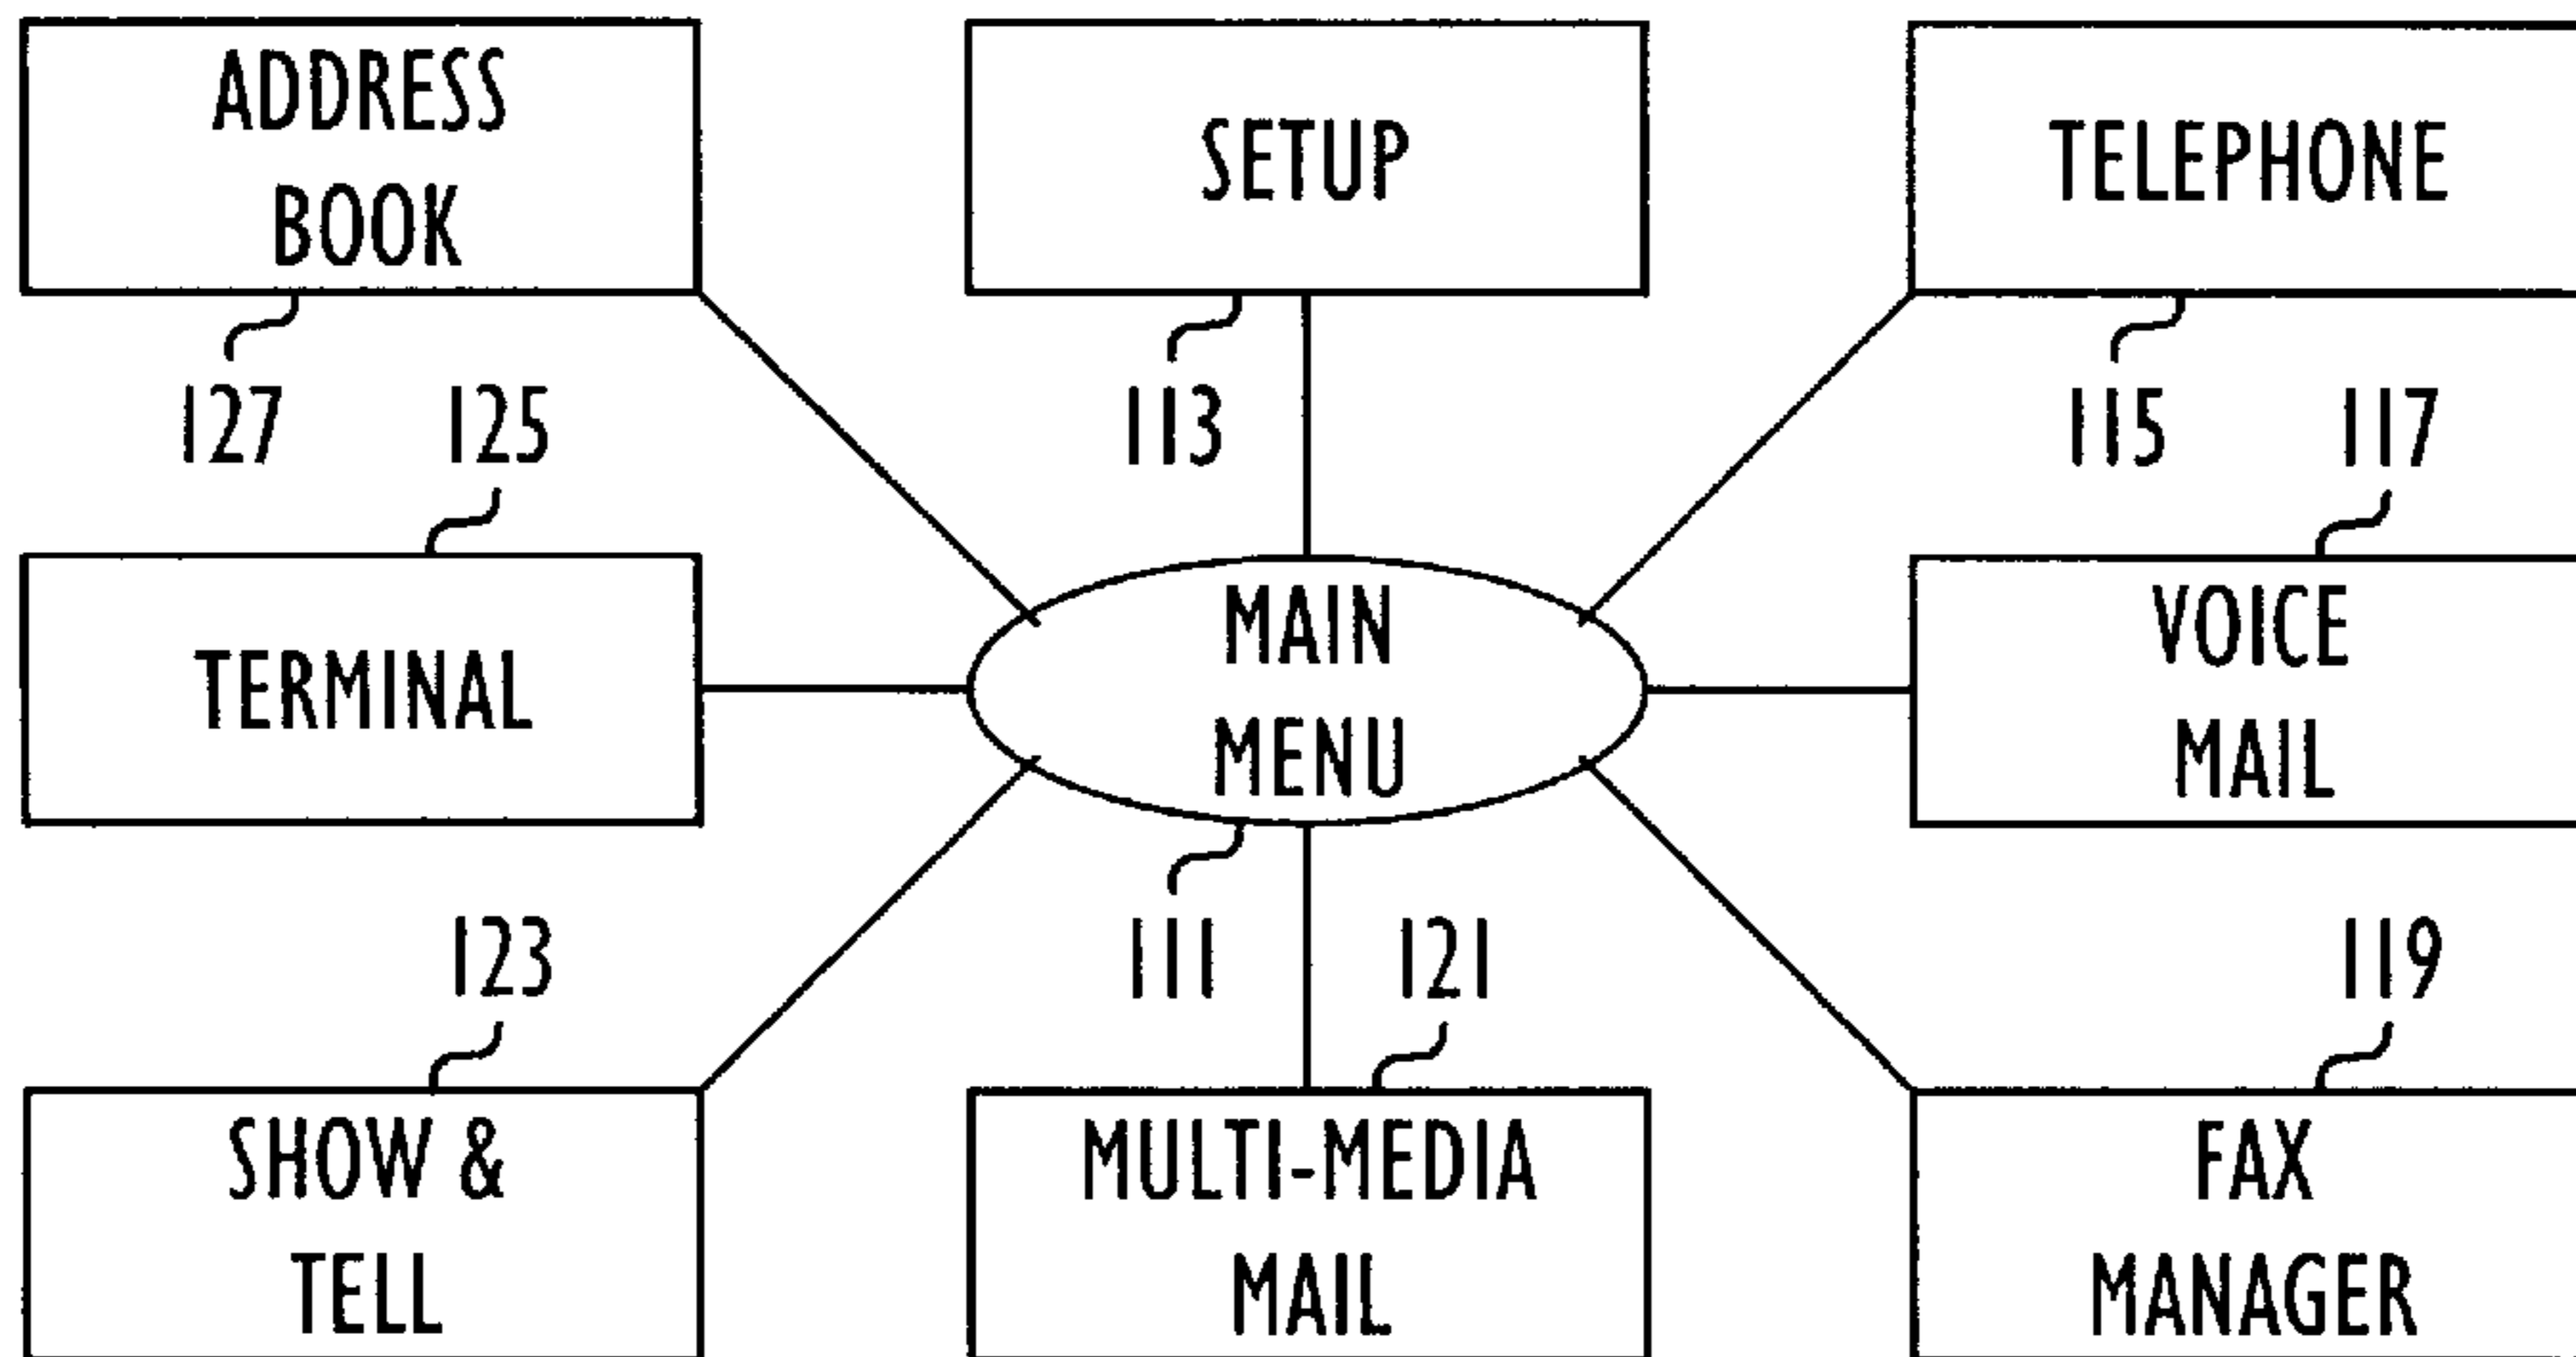 ADDRESS
BOOK
SETUP
TELEPHONE
127
125
113
115
117
TERMINAL
MAIN
MENU
VOICE
MAIL
123
111
121
119
SHOW &
TELL
MULTI-MEDIA
MAIL
FAX
MANAGER